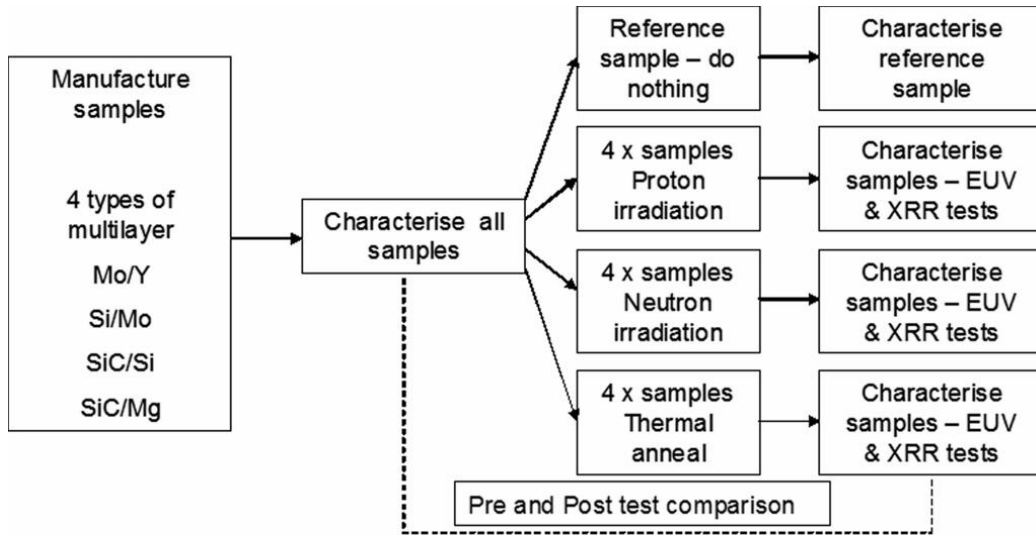 Manufacture
samples
4 types of
multilayer
Mo/Y
Si/Mo
SiC/Si
SiC/Mg
Characterise all
samples
Reference
sample – do
nothing
Characterise
reference
sample
4 x samples
Proton
irradiation
Characterise
samples – EUV
& XRR tests
4 x samples
Neutron
irradiation
Characterise
samples – EUV
& XRR tests
4 x samples
Thermal
anneal
Characterise
samples – EUV
& XRR tests
Pre and Post test comparison